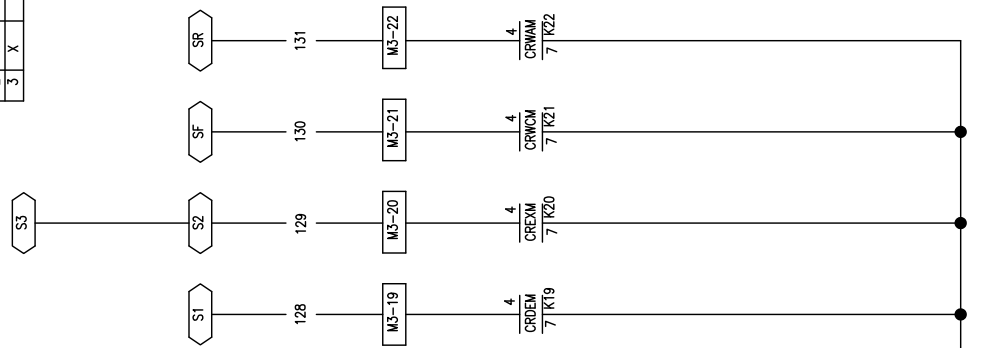 3 X
SR 131 M3-22 4 CRWAM 7 K22
SF 130 M3-21 4 CRWCM 7 K21
S3 S2 129 M3-20 4 CREXM 7 K20
S1 128 M3-19 4 CRDEM 7 K19